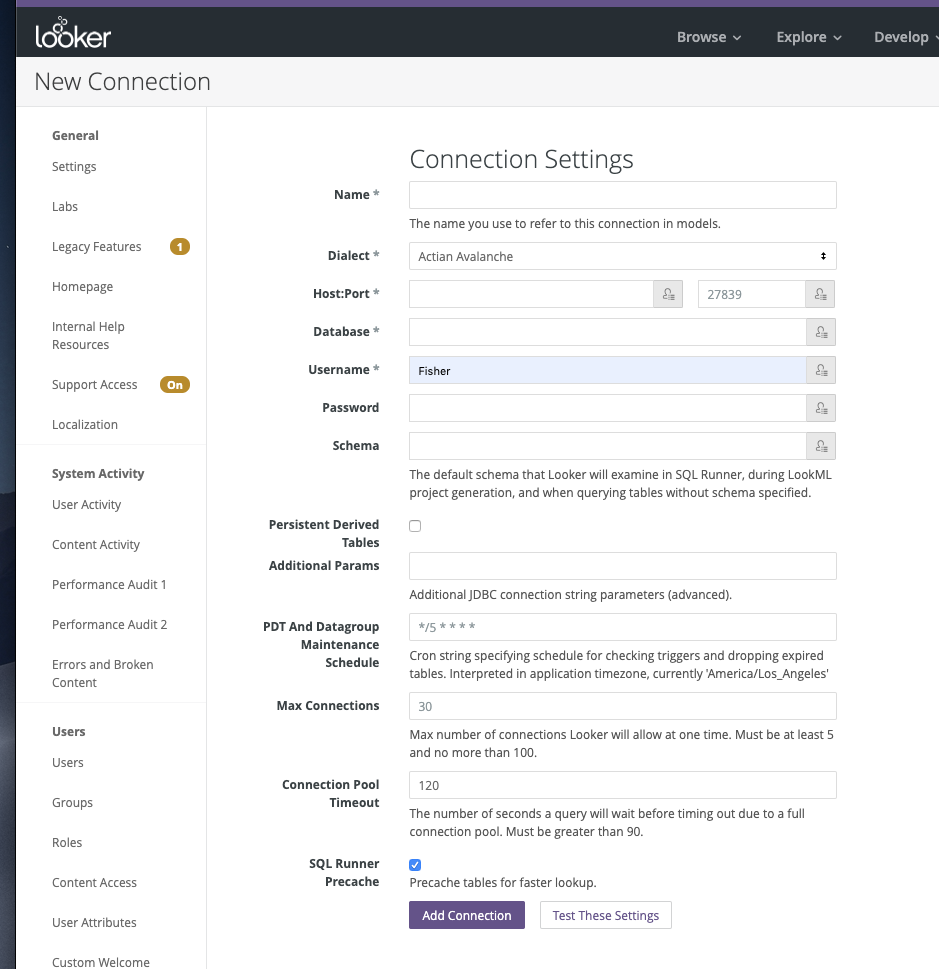 looker
Browse
Explore
Develop
New Connection
General
Settings
Labs
Legacy Features 1
Homepage
Internal Help
Resources
Support Access On
Localization
System Activity
User Activity
Content Activity
Performance Audit 1
Performance Audit 2
Errors and Broken
Content
Users
Users
Groups
Roles
Content Access
User Attributes
Custom Welcome
Connection Settings
Name *
The name you use to refer to this connection in models.
Dialect * Actian Avalanche
Host:Port * 27839
Database *
Username * Fisher
Password
Schema
The default schema that Looker will examine in SQL Runner, during LookML
project generation, and when querying tables without schema specified.
Persistent Derived
Tables
Additional Params
Additional JDBC connection string parameters (advanced).
PDT And Datagroup
Maintenance
Schedule
*/5 * * * *
Cron string specifying schedule for checking triggers and dropping expired
tables. Interpreted in application timezone, currently 'America/Los_Angeles'
Max Connections 30
Max number of connections Looker will allow at one time. Must be at least 5
and no more than 100.
Connection Pool
Timeout
120
The number of seconds a query will wait before timing out due to a full
connection pool. Must be greater than 90.
SQL Runner
Precache
Precache tables for faster lookup.
Add Connection
Test These Settings